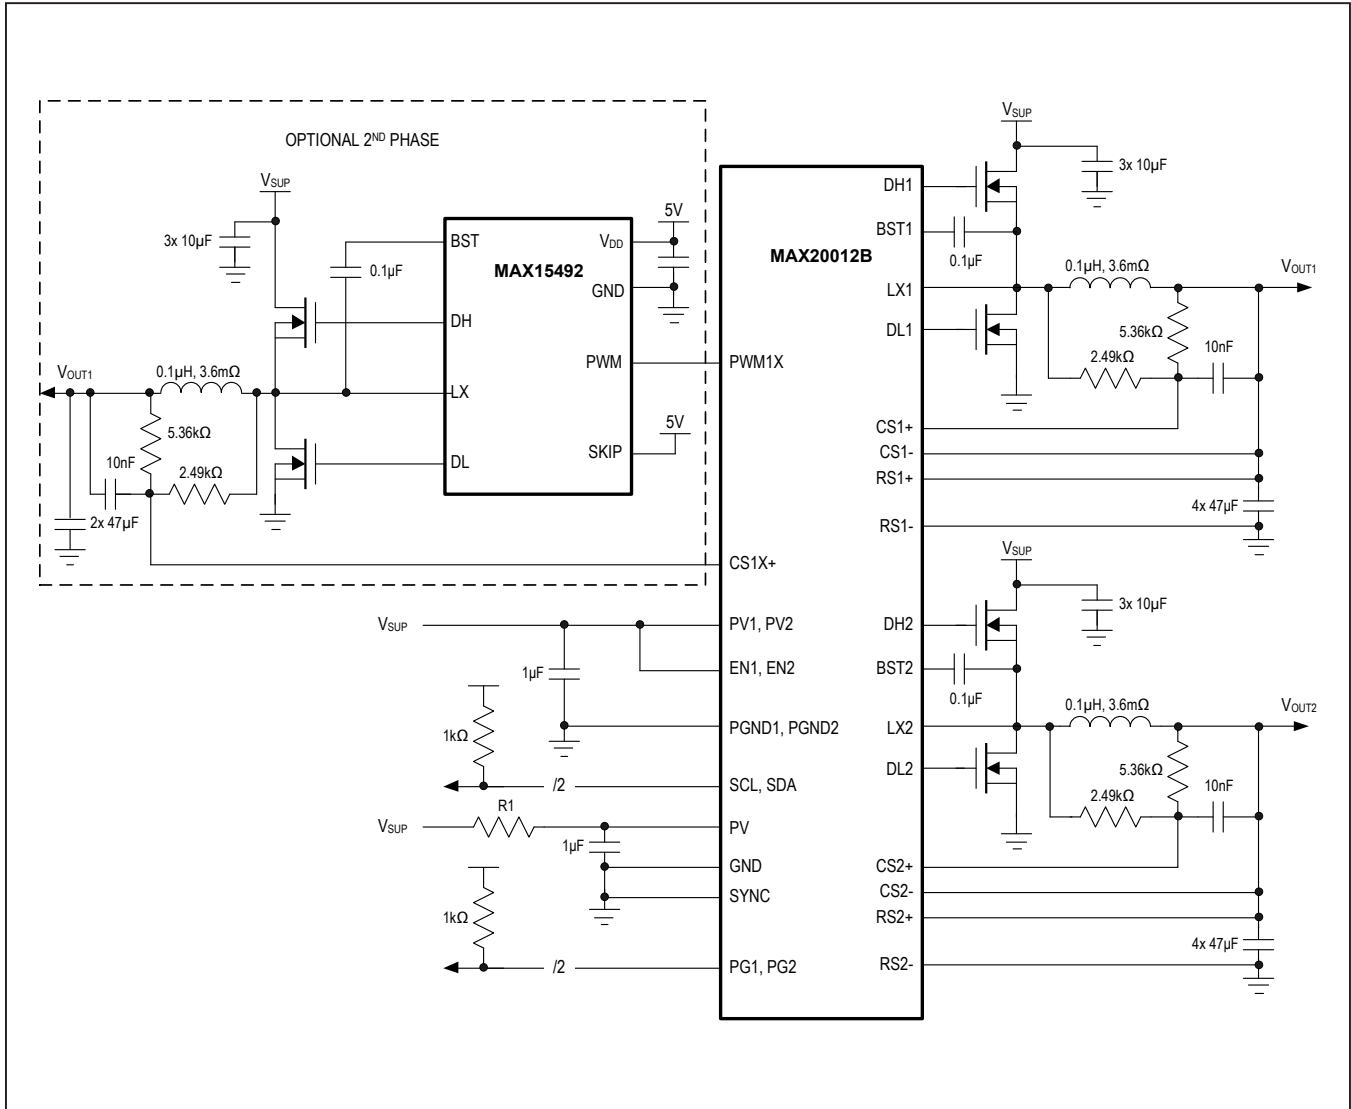 OPTIONAL 2ND PHASE
VSUP
3x 10µF
0.1µF
VOUT1
0.1µH, 3.6mΩ
5.36kΩ
10nF
2.49kΩ
2x 47µF
BST
MAX15492
VDD
GND
DH
PWM
LX
SKIP
DL
5V
5V
MAX20012B
PWM1X
CS1X+
PV1, PV2
EN1, EN2
PGND1, PGND2
SCL, SDA
PV
GND
SYNC
PG1, PG2
DH1
BST1
LX1
DL1
CS1+
CS1-
RS1+
RS1-
DH2
BST2
LX2
DL2
CS2+
CS2-
RS2+
RS2-
VSUP
1µF
1kΩ
/2
VSUP
R1
1µF
1kΩ
/2
VSUP
3x 10µF
0.1µF
0.1µH, 3.6mΩ
VOUT1
5.36kΩ
10nF
2.49kΩ
4x 47µF
VSUP
3x 10µF
0.1µF
0.1µH, 3.6mΩ
VOUT2
5.36kΩ
10nF
2.49kΩ
4x 47µF